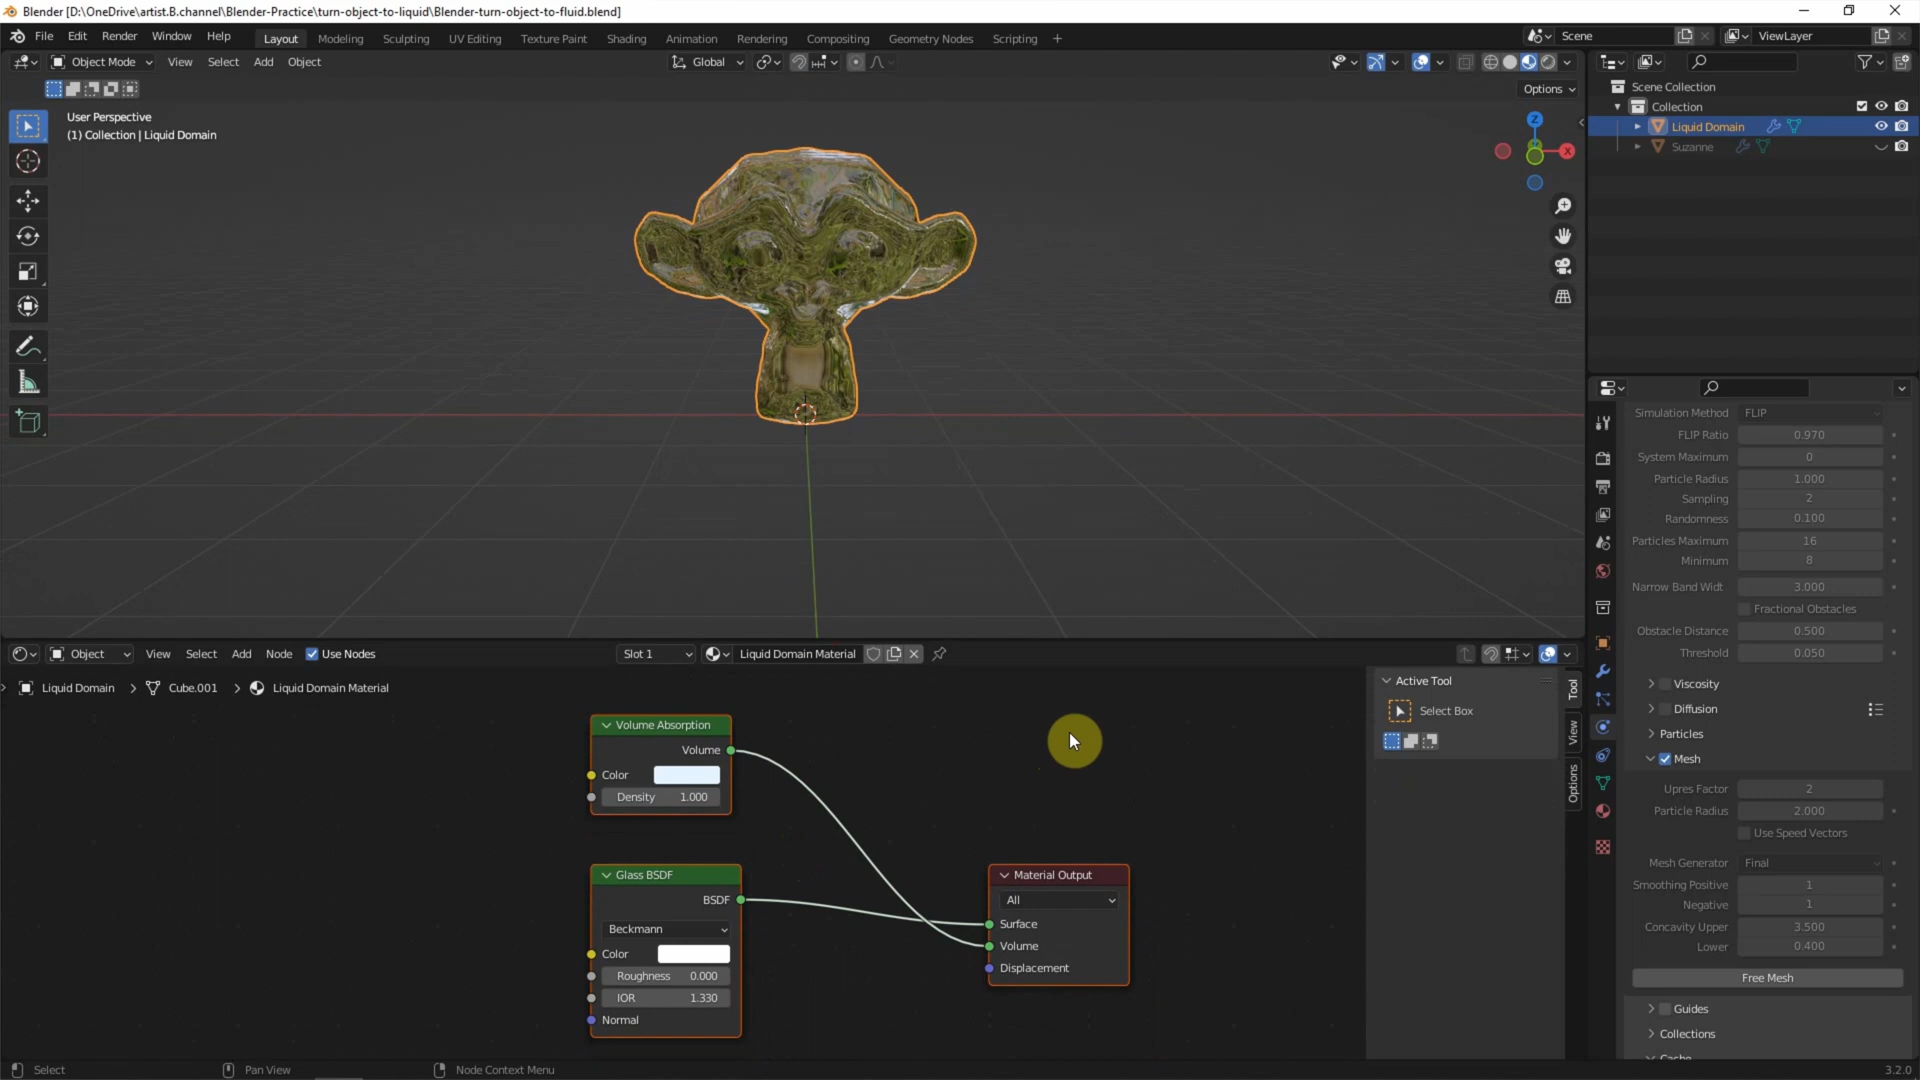 Blender [D:\OneDrive\artist.B.channel\Blender-Practice\turn-object-to-liquid\Blender-turn-object-to-fluid.blend]
File Edit Render Window Help Layout Modeling Sculpting UV Editing Texture Paint Shading Animation Rendering Compositing Geometry Nodes Scripting + Scene ViewLayer
Object Mode View Select Add Object Global
Options
User Perspective
(1) Collection | Liquid Domain
Z
X
Scene Collection
Collection
Liquid Domain
Suzanne
Simulation Method FLIP
FLIP Ratio 0.970
System Maximum 0
Particle Radius 1.000
Sampling 2
Randomness 0.100
Particles Maximum 16
Minimum 8
Narrow Band Widt 3.000
Fractional Obstacles
Obstacle Distance 0.500
Threshold 0.050
Viscosity
Diffusion
Particles
Mesh
Upres Factor 2
Particle Radius 2.000
Use Speed Vectors
Mesh Generator Final
Smoothing Positive 1
Negative 1
Concavity Upper 3.500
Lower 0.400
Free Mesh
Guides
Collections
Cache
Object View Select Add Node Use Nodes Slot 1 Liquid Domain Material
Liquid Domain > Cube.001 > Liquid Domain Material
Volume Absorption
Volume
Color
Density 1.000
Glass BSDF
BSDF
Beckmann
Color
Roughness 0.000
IOR 1.330
Normal
Material Output
All
Surface
Volume
Displacement
Active Tool
Select Box
Tool
View
Options
Select Pan View Node Context Menu 3.2.0